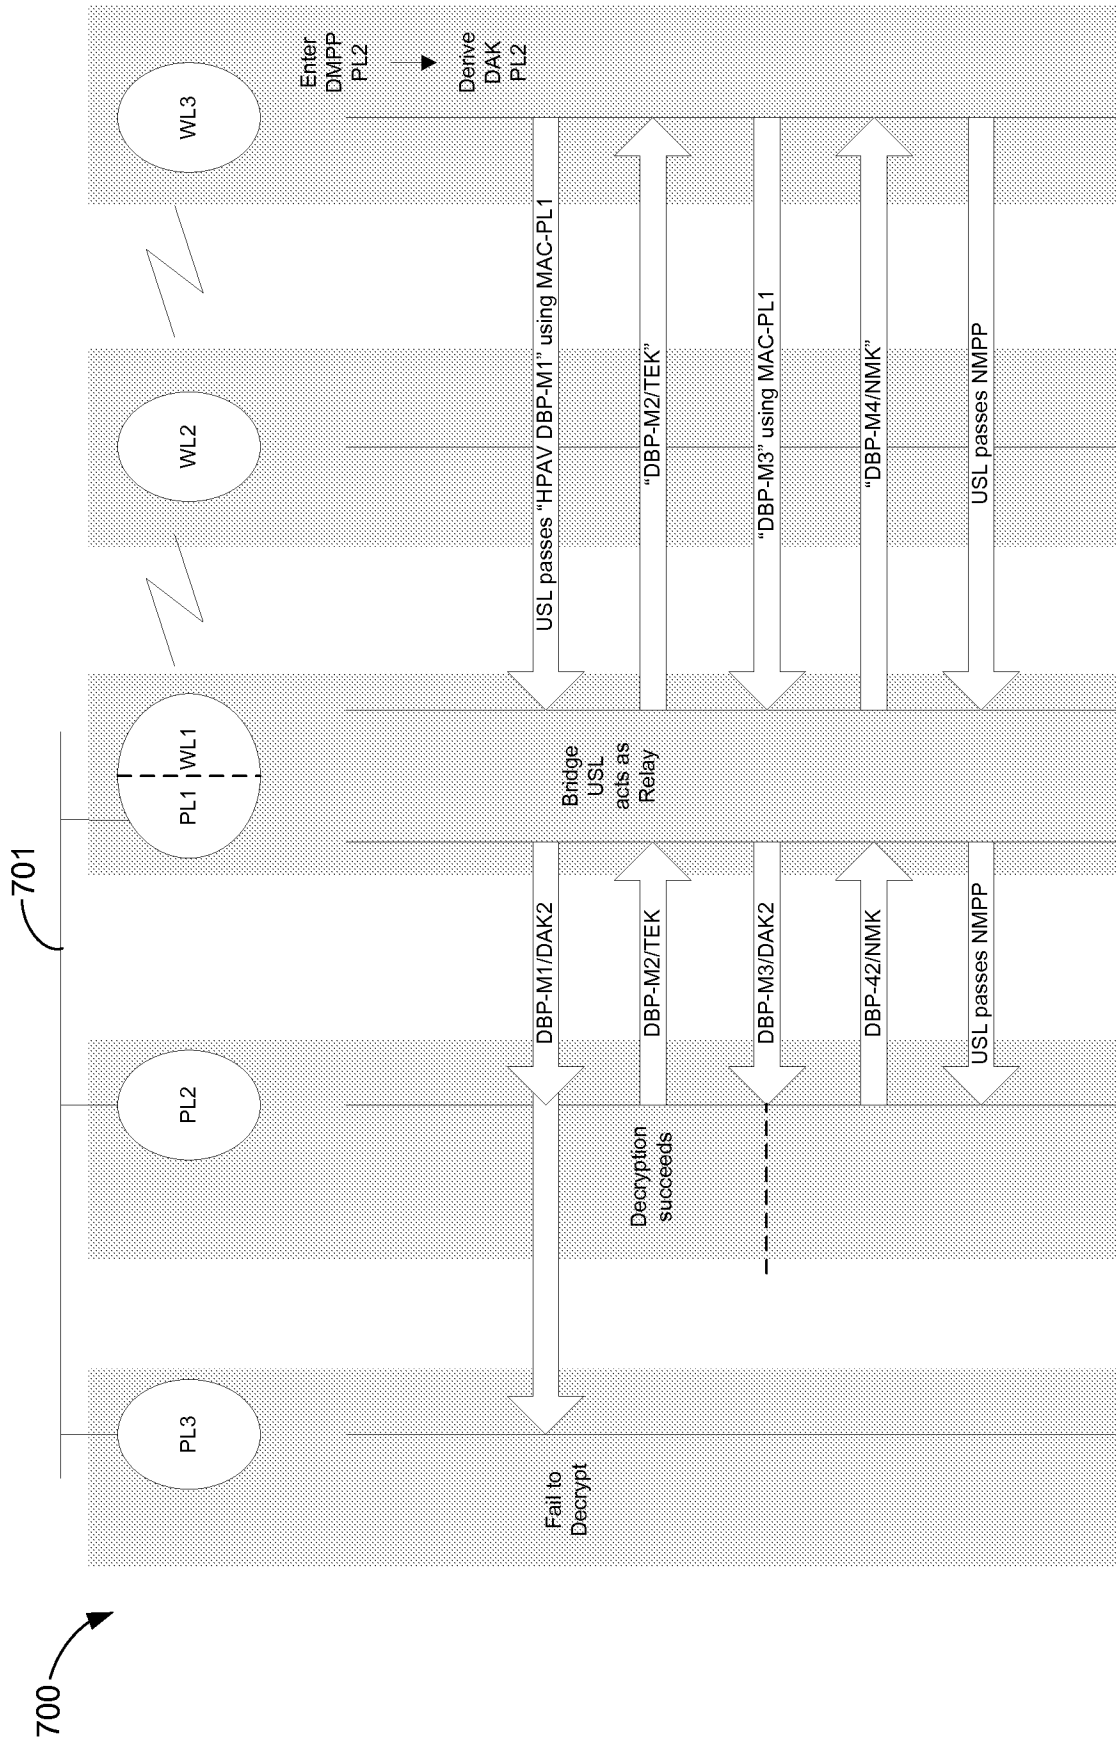 700
701
PL3
PL2
PL1
WL1
WL2
WL3
Enter
DMPP
PL2
Derive
DAK
PL2
Fail to
Decrypt
DBP-M1/DAK2
Bridge
USL
acts as
Relay
USL passes “HPAV DBP-M1” using MAC-PL1
Decryption
succeeds
DBP-M2/TEK
“DBP-M2/TEK”
DBP-M3/DAK2
“DBP-M3” using MAC-PL1
DBP-42/NMK
“DBP-M4/NMK”
USL passes NMPP
USL passes NMPP